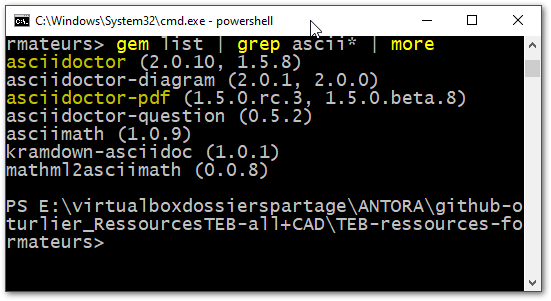 C:\Windows\System32\cmd.exe - powershell
rmateurs> gem list | grep ascii* | more
asciidoctor (2.0.10, 1.5.8)
asciidoctor-diagram (2.0.1, 2.0.0)
asciidoctor-pdf (1.5.0.rc.3, 1.5.0.beta.8)
asciidoctor-question (0.5.2)
asciimath (1.0.9)
kramdown-asciidoc (1.0.1)
mathml2asciimath (0.0.8)
PS E:\virtualboxdossierspartage\ANTORA\github-o
turlier_RessourcesTEB-all+CAD\TEB-ressources-fo
rmateurs>